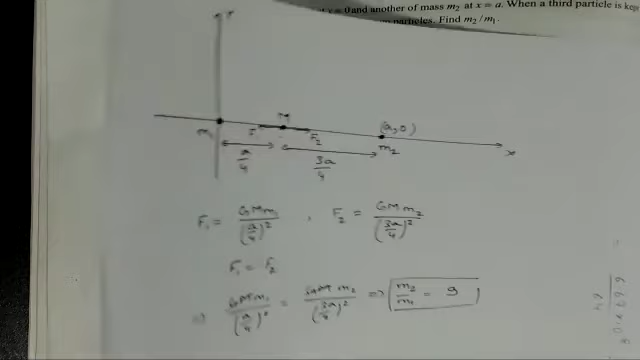 x = 0 and another of mass m₂ at x = a. When a third particle is kep
particles. Find m₂/m₁.
Y
M
(a,0)
m₁ F₁ F₂ m₂
x
a/4
3a/4
F₁ = GMm₁/(a/4)² , F₂ = GMm₂/(3a/4)²
F₁ = F₂
⇒ GMm₁/(a/4)² = GMm₂/(3a/4)² ⇒ m₂/m₁ = 9